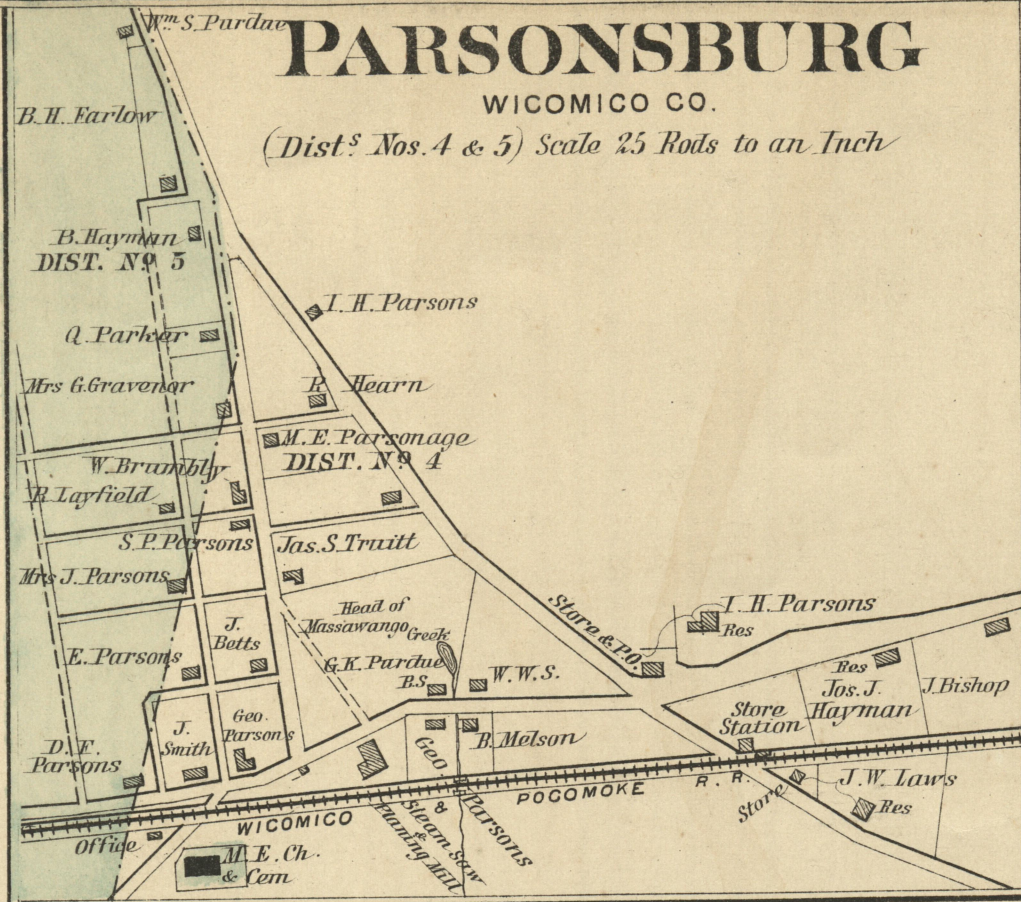 PARSONSBURG
WICOMICO CO.
(Dist.s Nos. 4 & 5) Scale 25 Rods to an Inch
Wm S. Purdue
B. H. Farlow
B. Hayman
DIST. No 5
I. H. Parsons
Q. Parker
Mrs G. Gravenor
R. Hearn
M. E. Parsonage
DIST. No 4
W. Brumbly
R. Layfield
S. P. Parsons
Jas. S. Truitt
Mrs J. Parsons
Head of
Massawango Creek
Store & P.O.
I. H. Parsons
Res
J.
Betts
E. Parsons
G. K. Purdue
B.S
W. W. S.
Res
Jos. J.
Hayman
J. Bishop
Geo.
Parsons
J.
Smith
Store
Station
D. F.
Parsons
Geo. & Parsons
B. Melson
Steam Saw
&
Planing Mill
WICOMICO
POCOMOKE
R. R.
Store
J. W. Laws
Res
Office
M. E. Ch.
& Cem